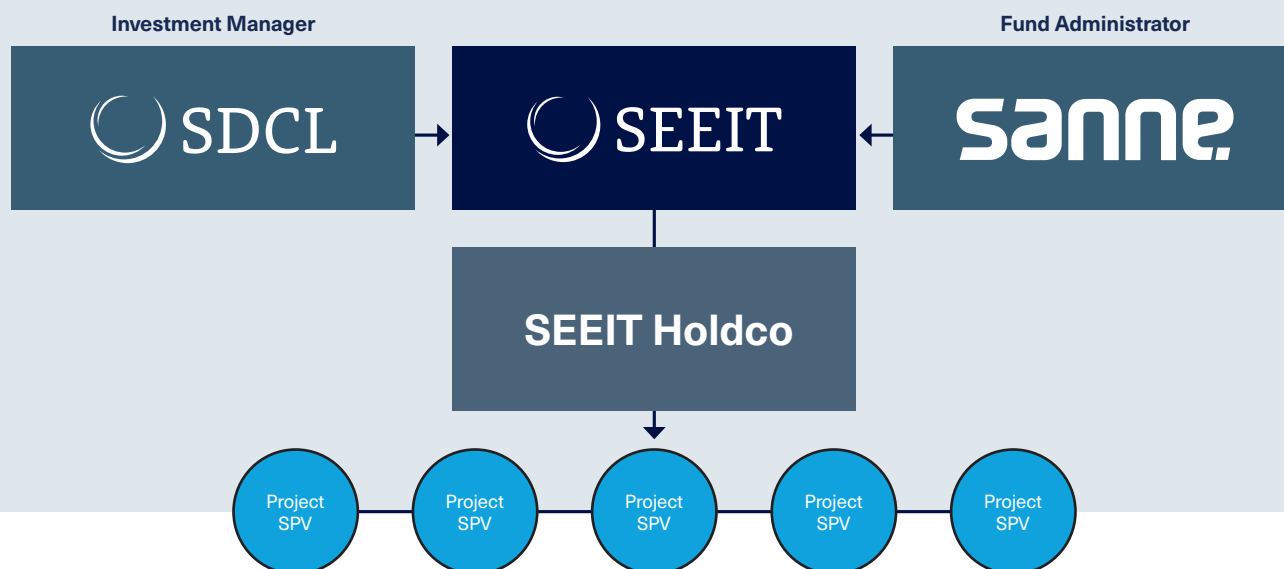 Investment Manager
Fund Administrator
SDCL
SEEIT
sanne
SEEIT Holdco
Project
SPV
Project
SPV
Project
SPV
Project
SPV
Project
SPV